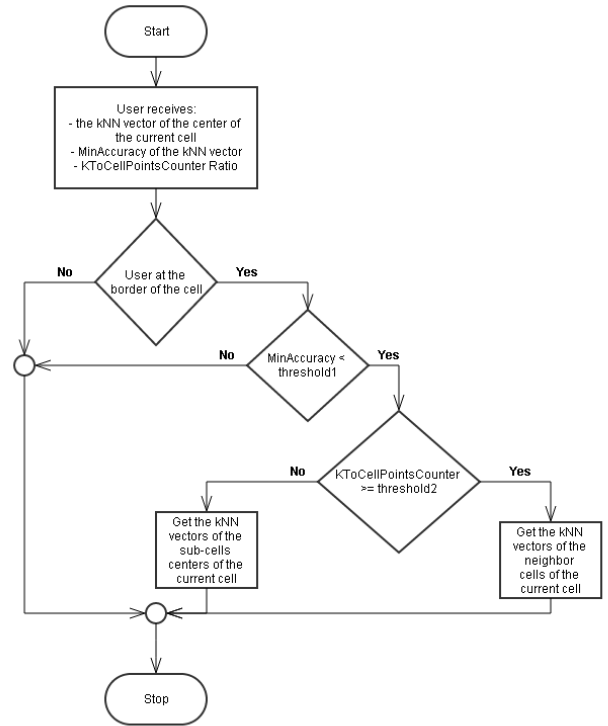 Start
User receives:
- the kNN vector of the center of
the current cell
- MinAccuracy of the kNN vector
- KToCellPointsCounter Ratio
No
User at the
border of the cell
Yes
No
MinAccuracy <
threshold1
Yes
No
KToCellPointsCounter
>= threshold2
Yes
Get the kNN
vectors of the
sub-cells
centers of the
current cell
Get the kNN
vectors of the
neighbor
cells of the
current cell
Stop